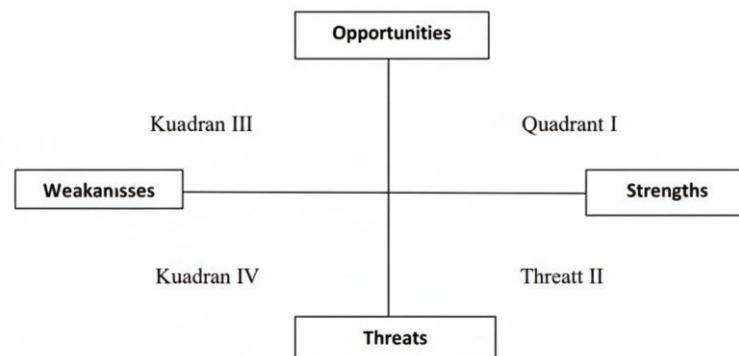 Opportunities
Kuadran III
Quadrant I
Weakanısses
Strengths
Kuadran IV
Threatt II
Threats